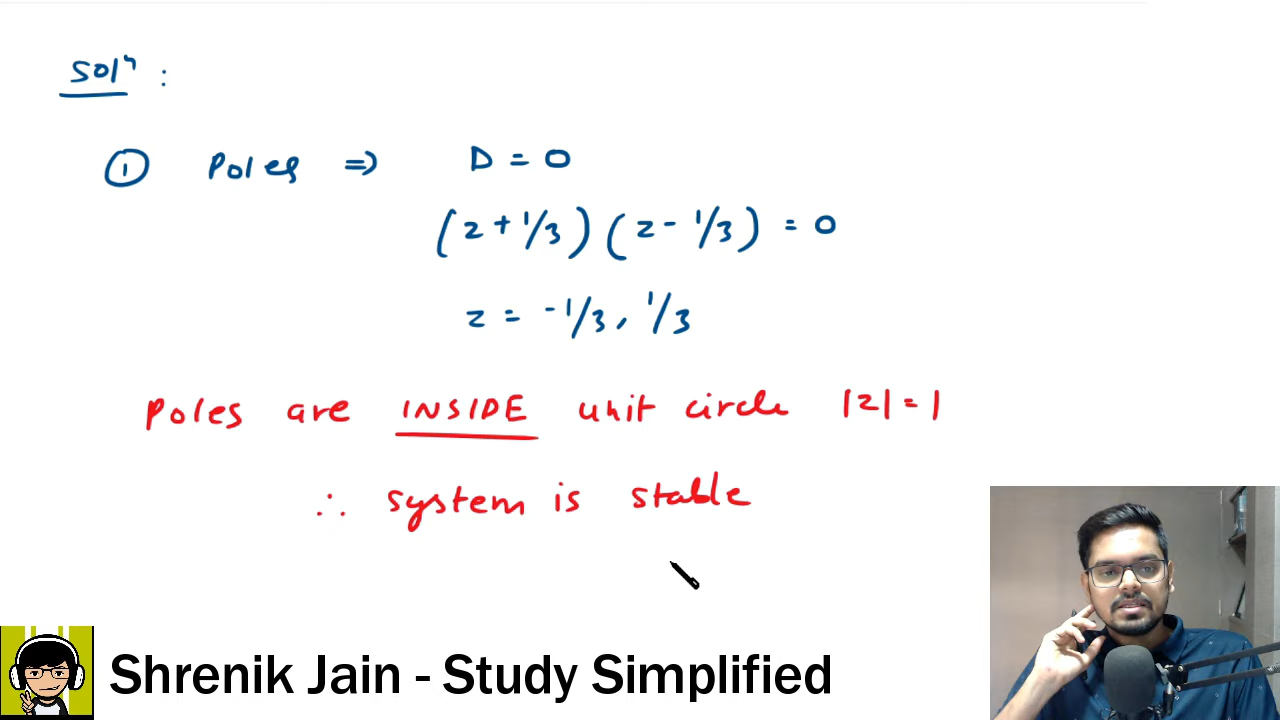 Solⁿ :
① Poles ⇒ D = 0
(z + 1/3) (z - 1/3) = 0
z = -1/3, 1/3
Poles are INSIDE unit circle |z| = 1
∴ system is stable
Shrenik Jain - Study Simplified